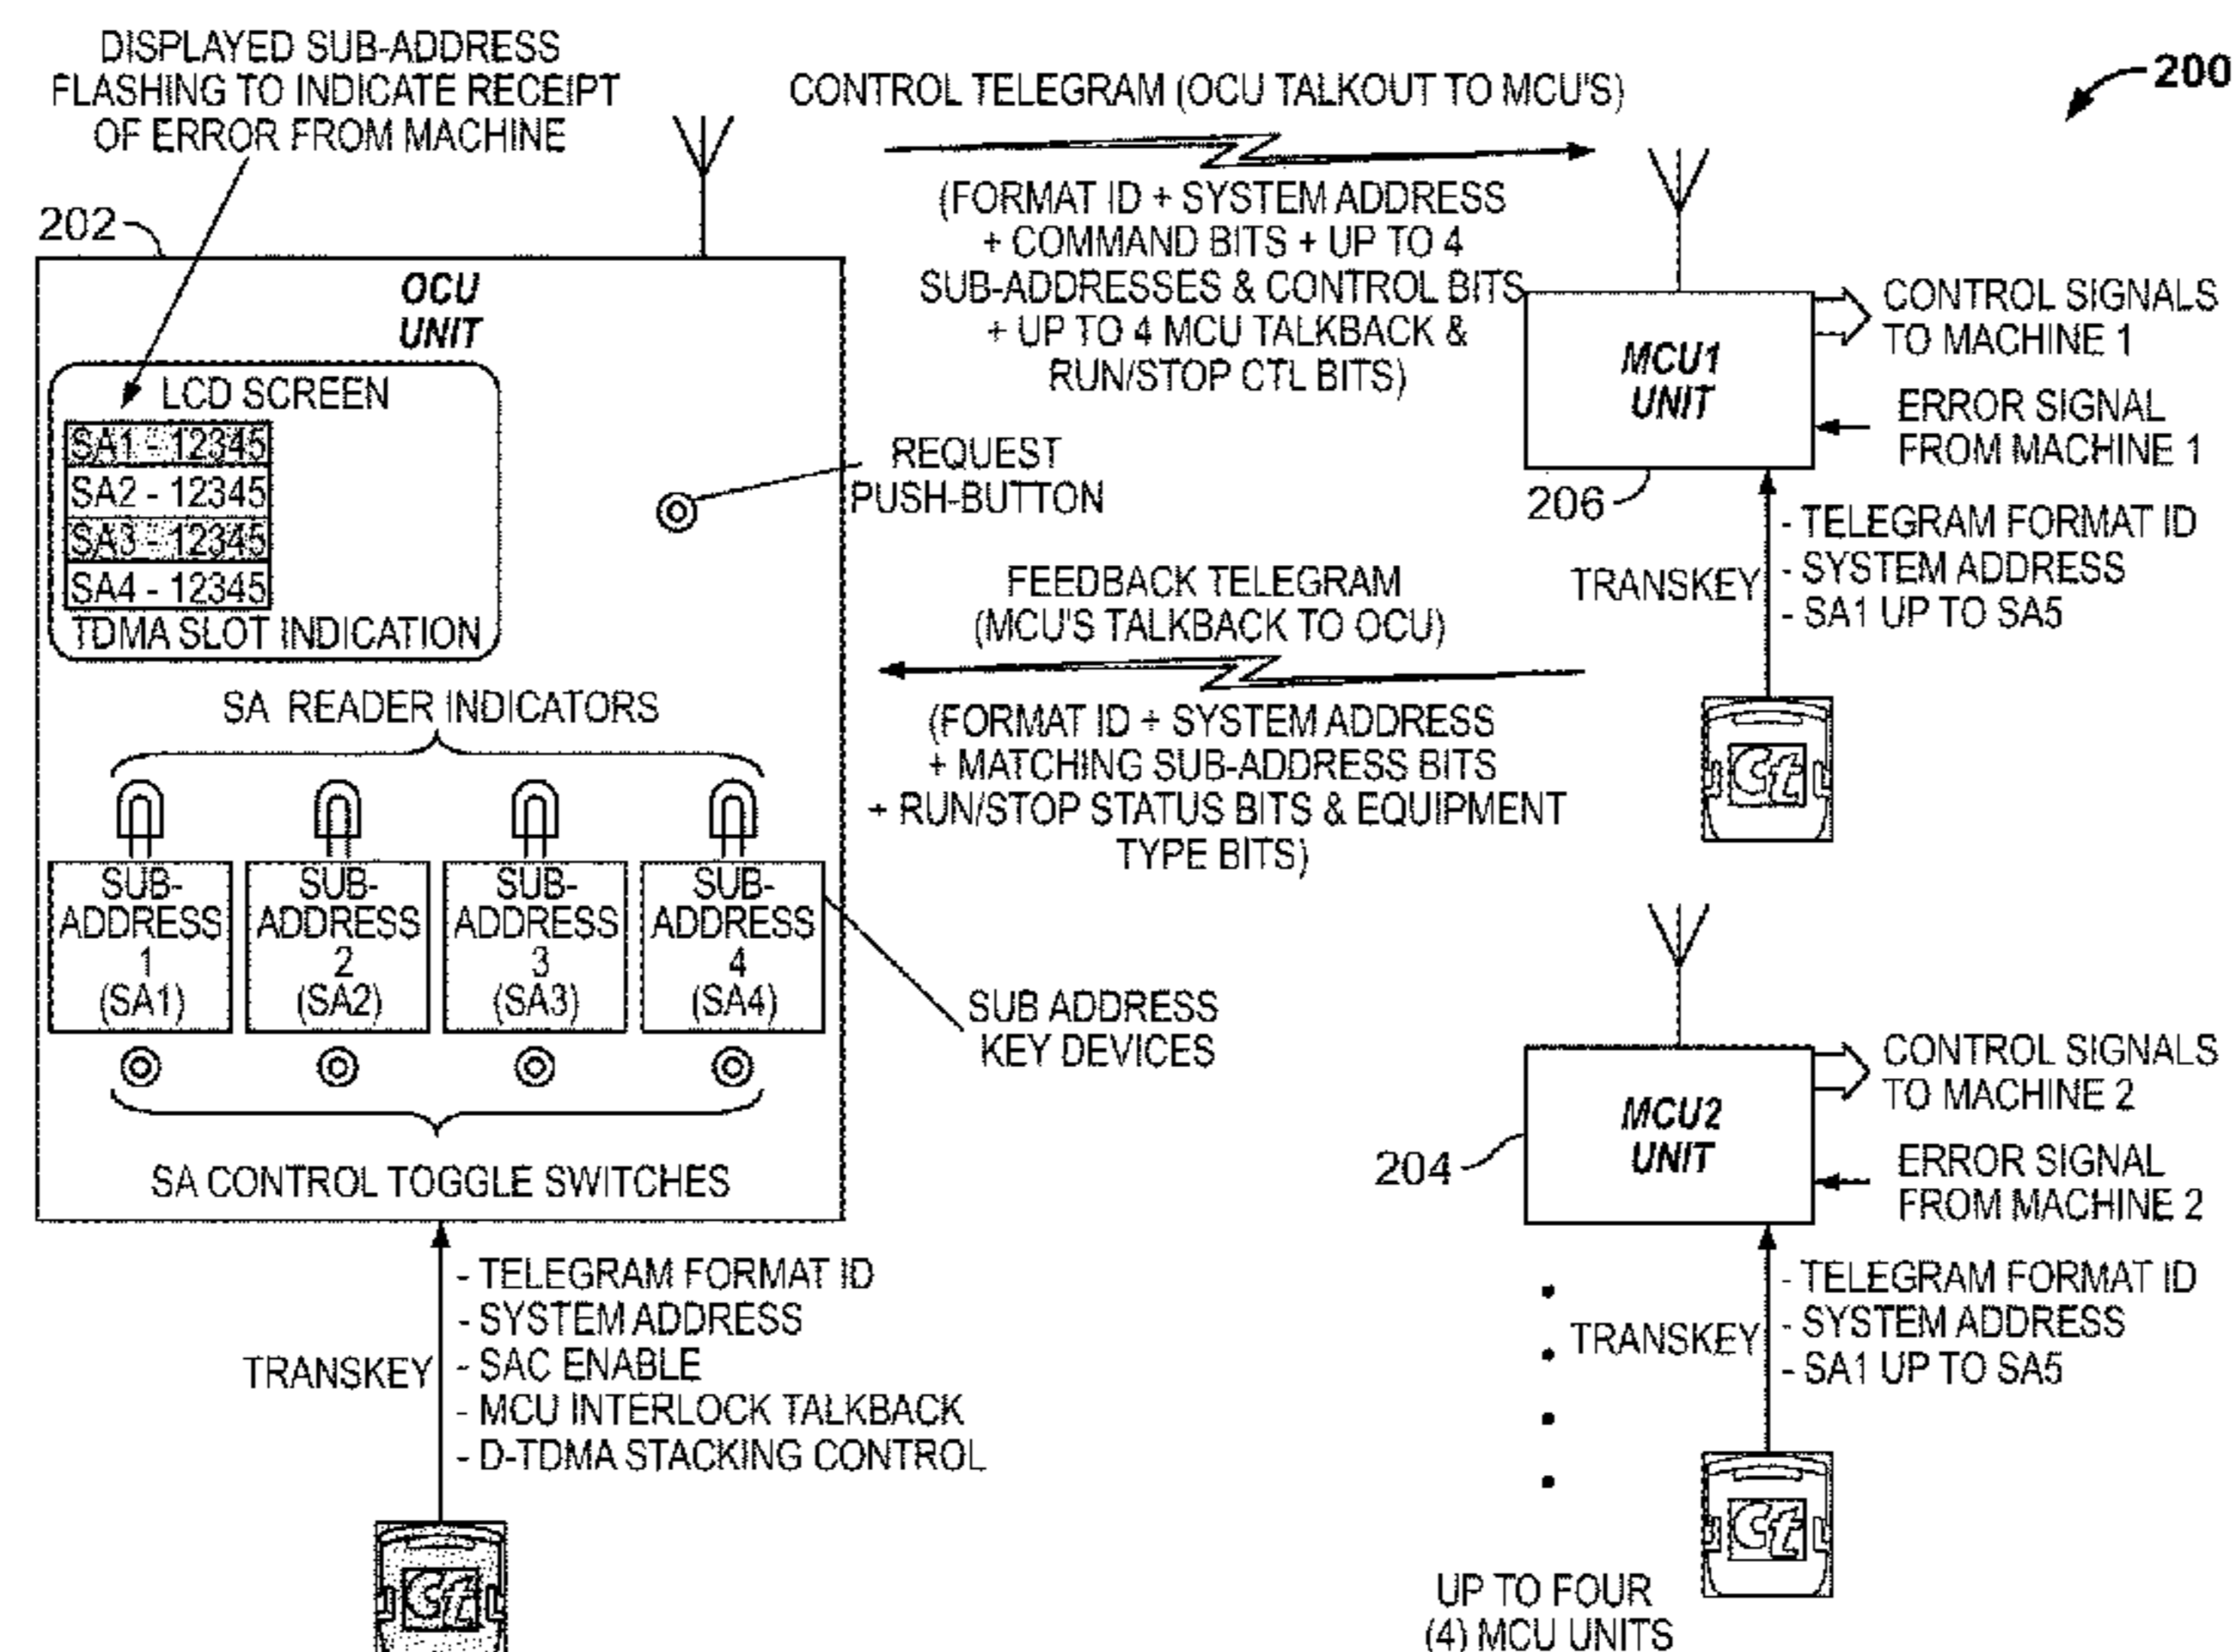 DISPLAYED SUB-ADDRESS
FLASHING TO INDICATE RECEIPT
OF ERROR FROM MACHINE
CONTROL TELEGRAM (OCU TALKOUT TO MCU'S)
200
(FORMAT ID + SYSTEM ADDRESS
+ COMMAND BITS + UP TO 4
SUB-ADDRESSES & CONTROL BITS
+ UP TO 4 MCU TALKBACK &
RUN/STOP CTL BITS)
202
OCU
UNIT
LCD SCREEN
SA1 - 12345
SA2 - 12345
SA3 - 12345
SA4 - 12345
TDMA SLOT INDICATION
REQUEST
PUSH-BUTTON
MCU1
UNIT
206
CONTROL SIGNALS
TO MACHINE 1
ERROR SIGNAL
FROM MACHINE 1
TRANSKEY
- TELEGRAM FORMAT ID
- SYSTEM ADDRESS
- SA1 UP TO SA5
Ct
FEEDBACK TELEGRAM
(MCU'S TALKBACK TO OCU)
(FORMAT ID + SYSTEM ADDRESS
+ MATCHING SUB-ADDRESS BITS
+ RUN/STOP STATUS BITS & EQUIPMENT
TYPE BITS)
SA READER INDICATORS
SUB-
ADDRESS
1
(SA1)
SUB-
ADDRESS
2
(SA2)
SUB-
ADDRESS
3
(SA3)
SUB-
ADDRESS
4
(SA4)
SUB ADDRESS
KEY DEVICES
SA CONTROL TOGGLE SWITCHES
MCU2
UNIT
204
CONTROL SIGNALS
TO MACHINE 2
ERROR SIGNAL
FROM MACHINE 2
TRANSKEY
- TELEGRAM FORMAT ID
- SYSTEM ADDRESS
- SAC ENABLE
- MCU INTERLOCK TALKBACK
- D-TDMA STACKING CONTROL
Ct
TRANSKEY
- TELEGRAM FORMAT ID
- SYSTEM ADDRESS
- SA1 UP TO SA5
Ct
UP TO FOUR
(4) MCU UNITS